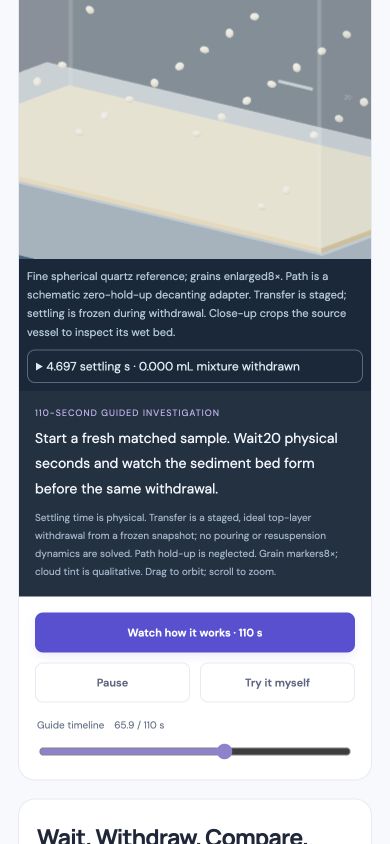 Fine spherical quartz reference; grains enlarged8×. Path is a
schematic zero-hold-up decanting adapter. Transfer is staged;
settling is frozen during withdrawal. Close-up crops the source
vessel to inspect its wet bed.
▶ 4.697 settling s · 0.000 mL mixture withdrawn
110-SECOND GUIDED INVESTIGATION
Start a fresh matched sample. Wait20 physical
seconds and watch the sediment bed form
before the same withdrawal.
Settling time is physical. Transfer is a staged, ideal top-layer
withdrawal from a frozen snapshot; no pouring or resuspension
dynamics are solved. Path hold-up is neglected. Grain markers8×;
cloud tint is qualitative. Drag to orbit; scroll to zoom.
Watch how it works · 110 s
Pause
Try it myself
Guide timeline 65.9 / 110 s
Wait. Withdraw. Compare.